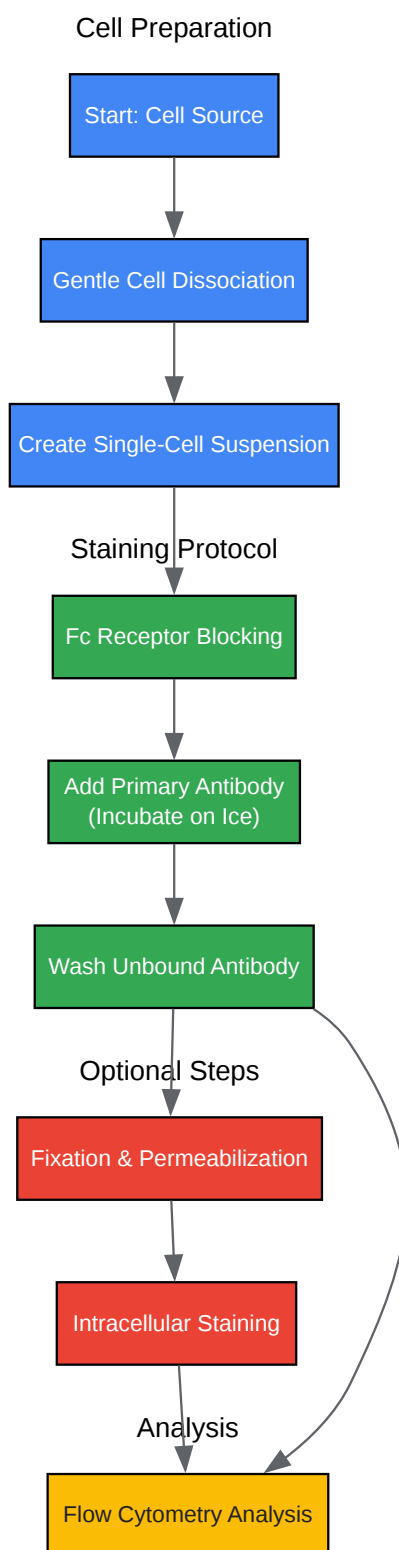 Cell Preparation
Start: Cell Source
Gentle Cell Dissociation
Create Single-Cell Suspension
Staining Protocol
Fc Receptor Blocking
Add Primary Antibody
(Incubate on Ice)
Wash Unbound Antibody
Optional Steps
Fixation & Permeabilization
Intracellular Staining
Analysis
Flow Cytometry Analysis